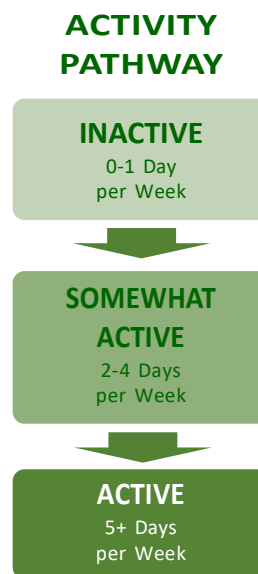 ACTIVITY
PATHWAY
INACTIVE
0-1 Day
per Week
SOMEWHAT
ACTIVE
2-4 Days
per Week
ACTIVE
5+ Days
per Week